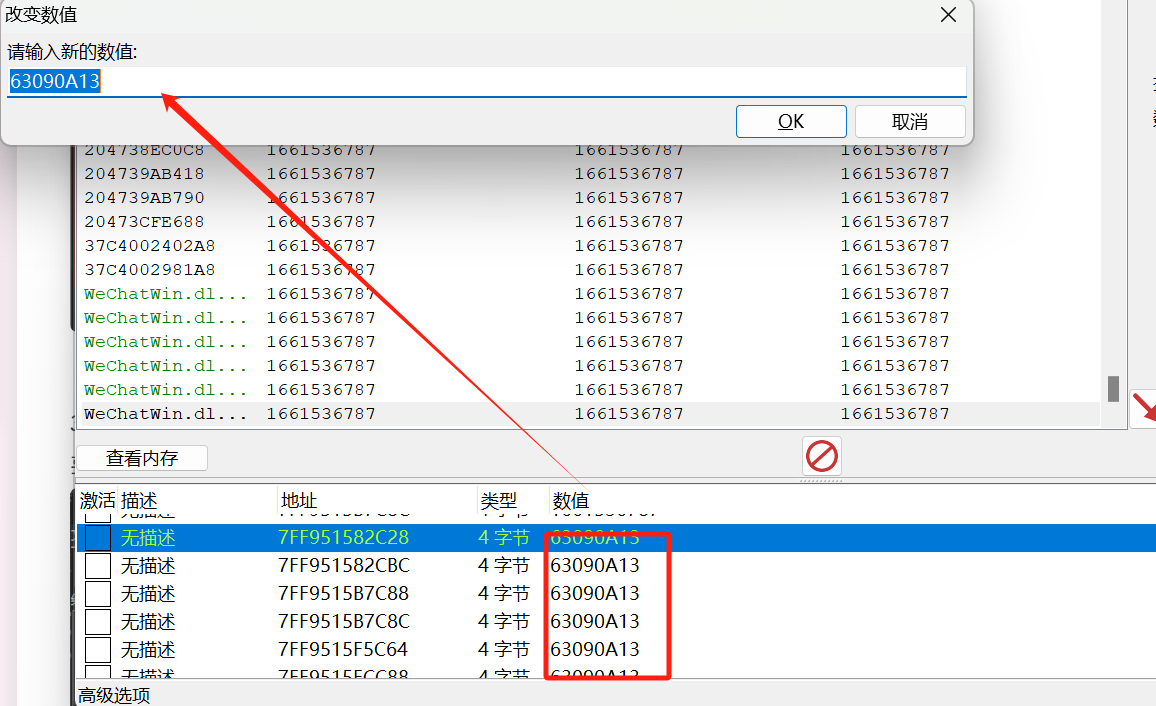 改变数值
请输入新的数值:
63090A13
OK 取消
204738EC0C8 1661536787 1661536787 1661536787
204739AB418 1661536787 1661536787 1661536787
204739AB790 1661536787 1661536787 1661536787
20473CFE688 1661536787 1661536787 1661536787
37C4002402A8 1661536787 1661536787 1661536787
37C4002981A8 1661536787 1661536787 1661536787
WeChatWin.dl... 1661536787 1661536787 1661536787
WeChatWin.dl... 1661536787 1661536787 1661536787
WeChatWin.dl... 1661536787 1661536787 1661536787
WeChatWin.dl... 1661536787 1661536787 1661536787
WeChatWin.dl... 1661536787 1661536787 1661536787
WeChatWin.dl... 1661536787 1661536787 1661536787
查看内存
激活 描述 地址 类型 数值
无描述 7FF951582C28 4 字节 63090A13
无描述 7FF951582CBC 4 字节 63090A13
无描述 7FF9515B7C88 4 字节 63090A13
无描述 7FF9515B7C8C 4 字节 63090A13
无描述 7FF9515F5C64 4 字节 63090A13
无描述 7FF9515FCC88 4 字节 63090A13
高级选项